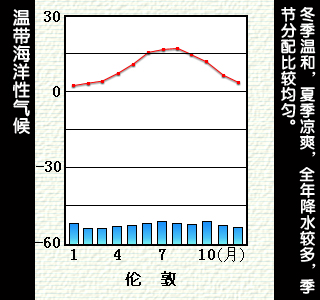 温带海洋性气候
30
0
-30
-60
1 4 7 10(月)
伦 敦
冬季温和，夏季凉爽，全年降水较多，季
节分配比较均匀。